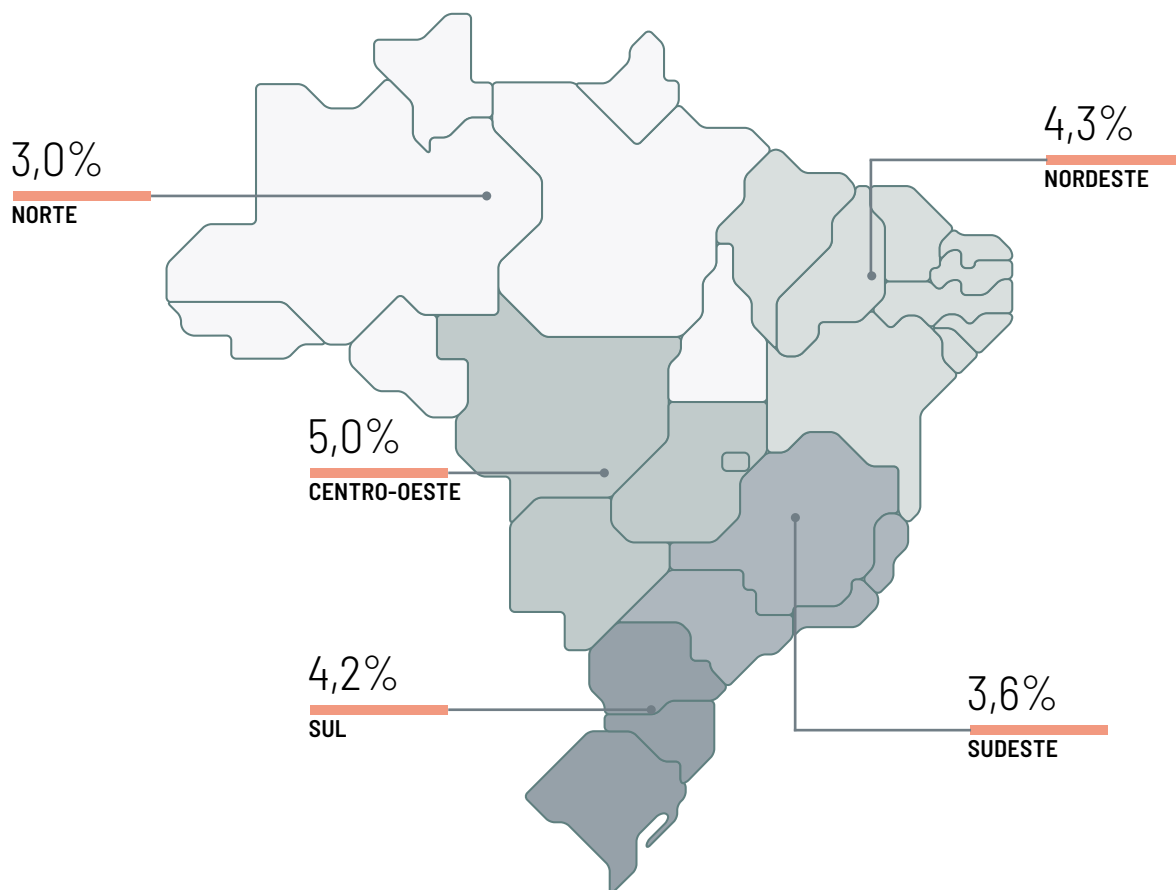 4,3%
NORDESTE
3,0%
NORTE
5,0%
CENTRO-OESTE
4,2%
SUL
3,6%
SUDESTE